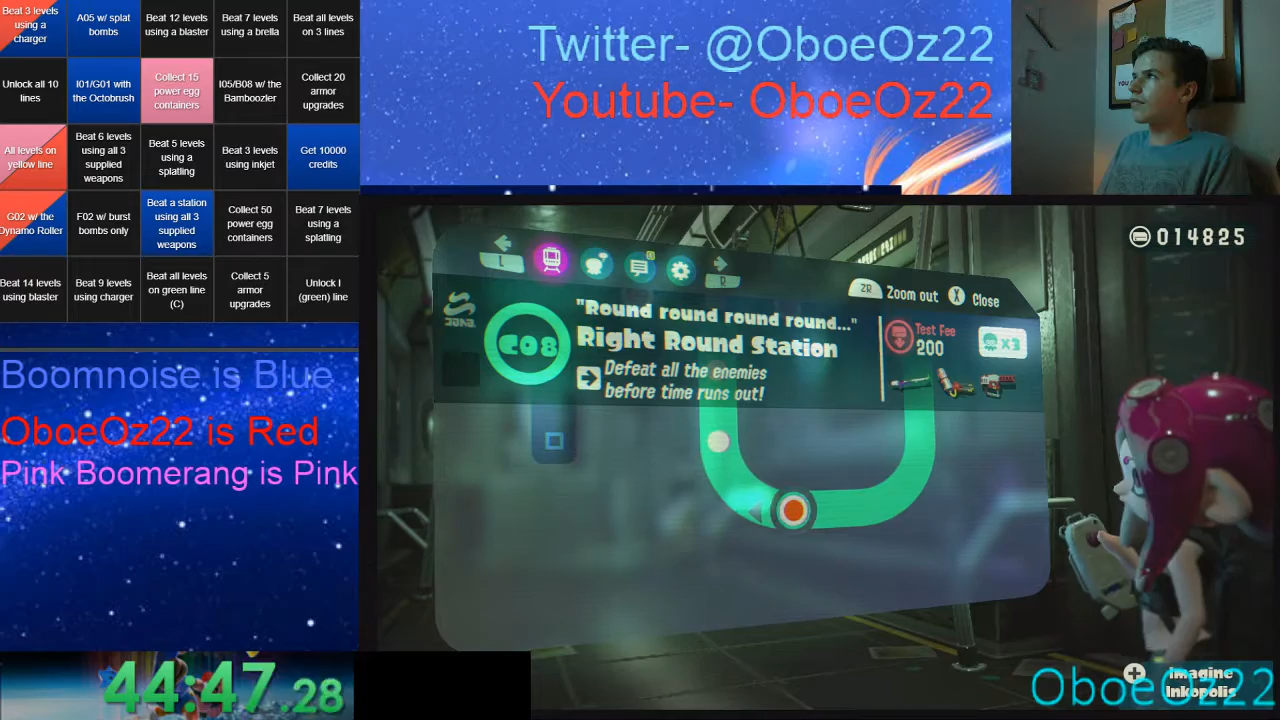 Beat 3 levels
using a
charger
A05 w/ splat
bombs
Beat 12 levels
using a blaster
Beat 7 levels
using a brella
Beat all levels
on 3 lines
Unlock all 10
lines
I01/G01 with
the Octobrush
Collect 15
power egg
containers
I05/B08 w/ the
Bamboozler
Collect 20
armor
upgrades
All levels on
yellow line
Beat 6 levels
using all 3
supplied
weapons
Beat 5 levels
using a
splatling
Beat 3 levels
using inkjet
Get 10000
credits
G02 w/ the
Dynamo Roller
F02 w/ burst
bombs only
Beat a station
using all 3
supplied
weapons
Collect 50
power egg
containers
Beat 7 levels
using a
splatling
Beat 14 levels
using blaster
Beat 9 levels
using charger
Beat all levels
on green line
(C)
Collect 5
armor
upgrades
Unlock I
(green) line
Boomnoise is Blue
OboeOz22 is Red
Pink Boomerang is Pink
44:47.28
Twitter- @OboeOz22
Youtube- OboeOz22
014825
L
R
ZR Zoom out X Close
C08
"Round round round round..."
Right Round Station
Defeat all the enemies
before time runs out!
Test Fee
200
x3
Imagine
Inkopolis
OboeOz22